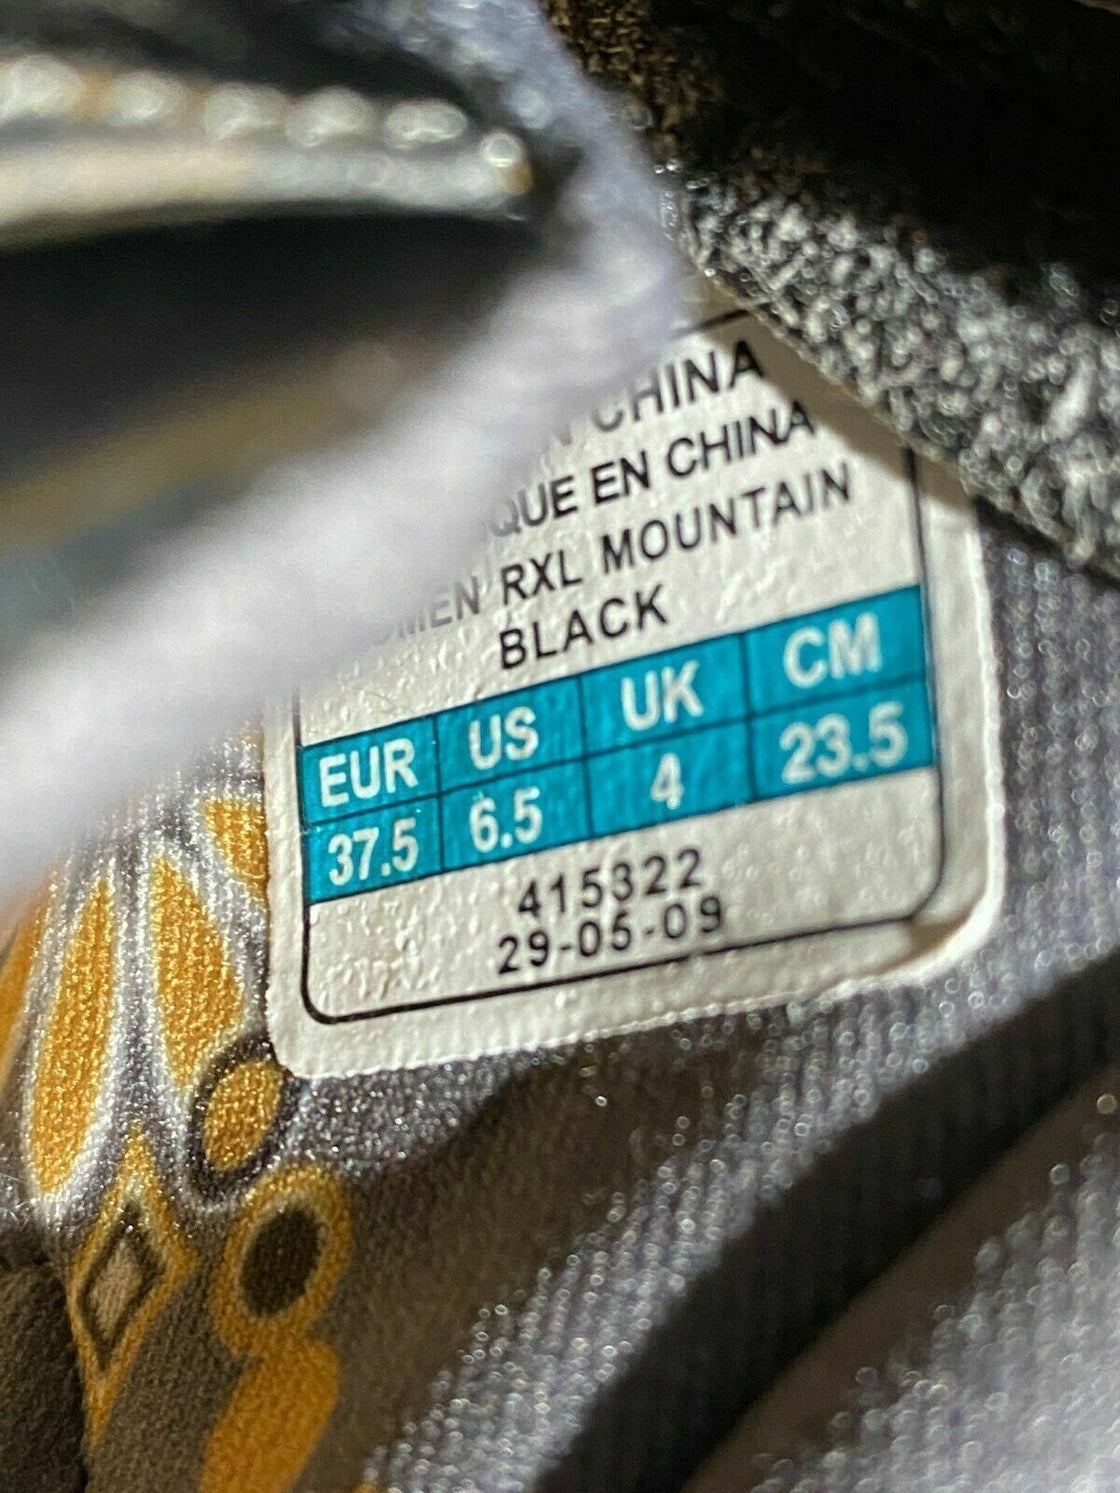 CHINA
QUE EN CHINA
RXL MOUNTAIN
BLACK
EUR US UK CM
37.5 6.5 4 23.5
415322
29-05-09